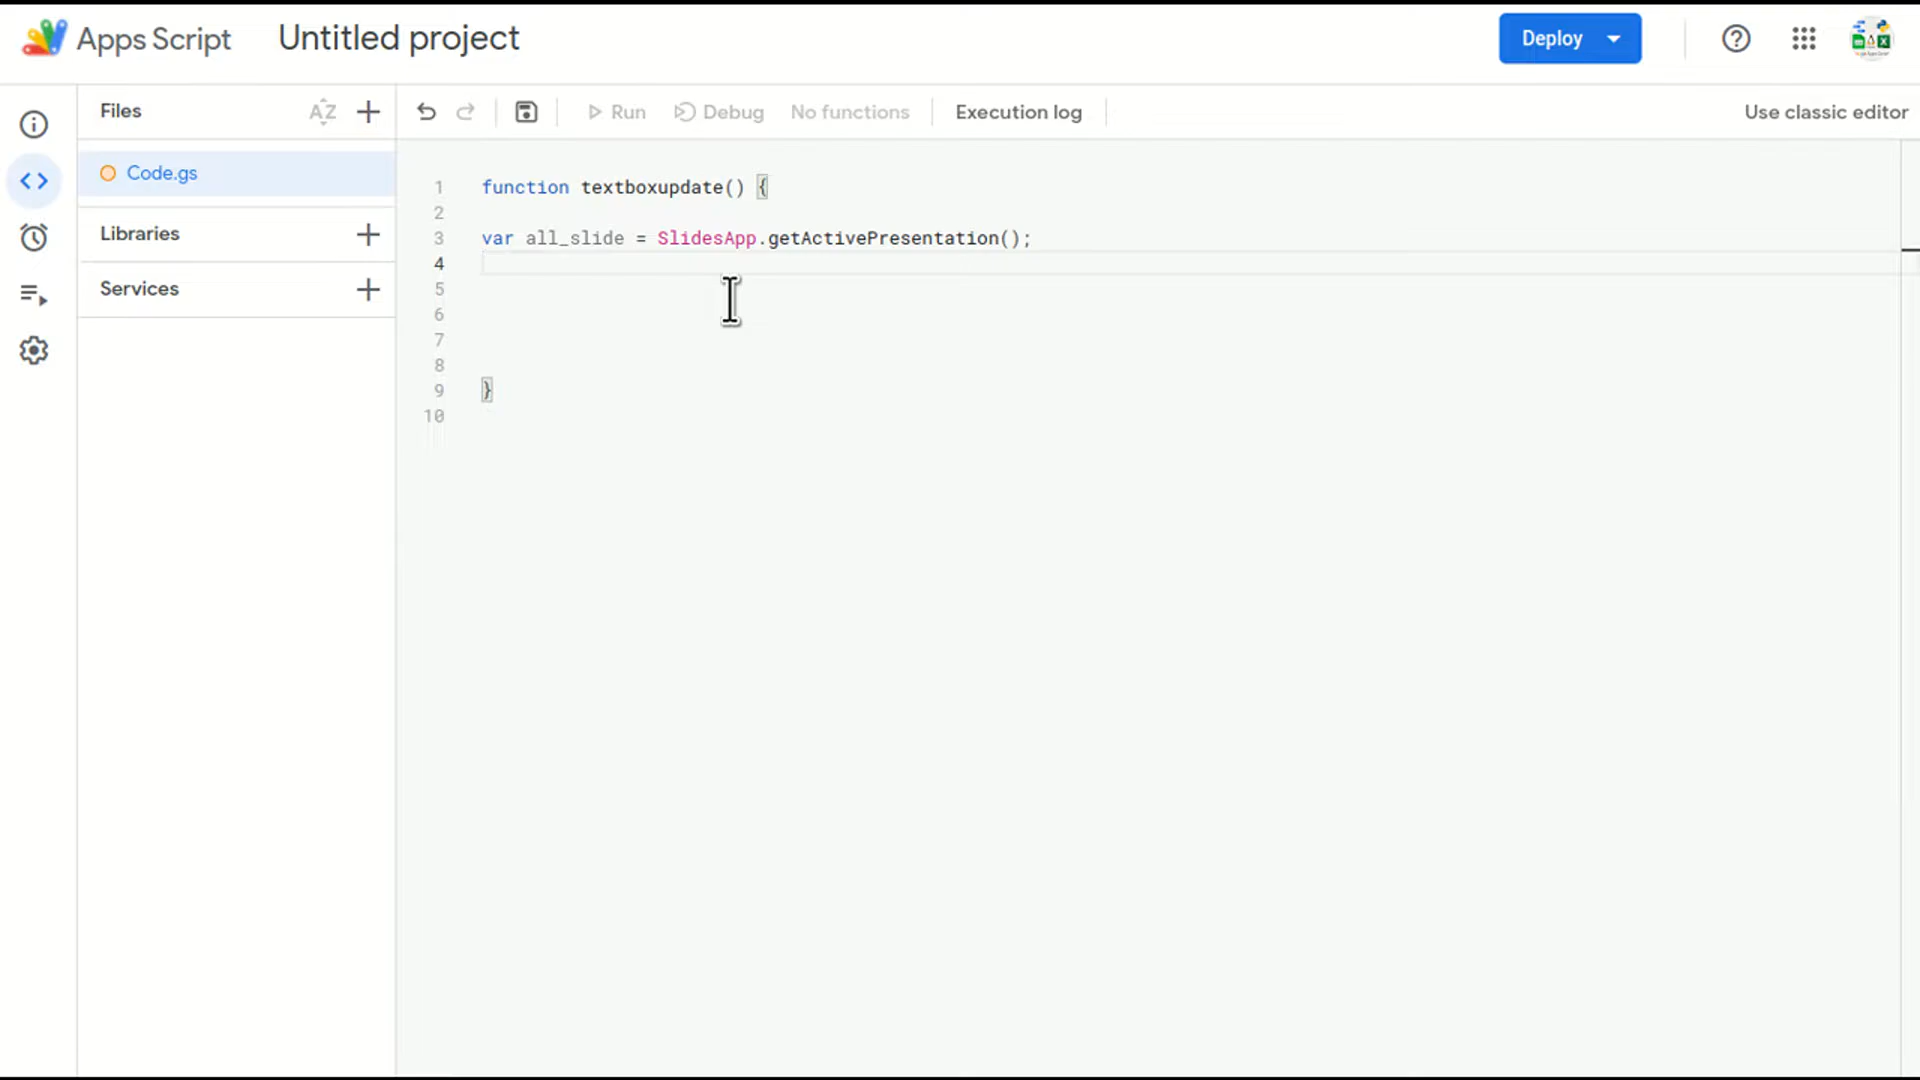 Apps Script Untitled project Deploy
Files AZ Run Debug No functions Execution log Use classic editor
Code.gs
Libraries
Services
1 function textboxupdate() {
2
3 var all_slide = SlidesApp.getActivePresentation();
4
5
6
7
8
9 }
10